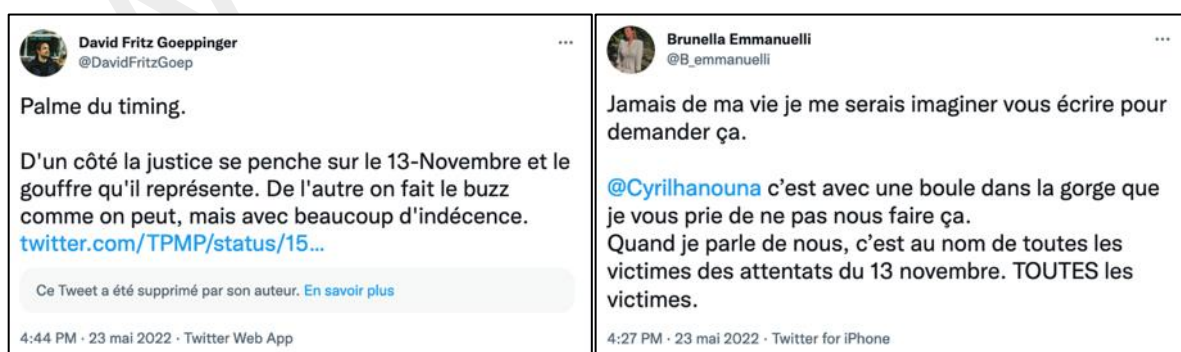 David Fritz Goeppinger
@DavidFritzGoep
Palme du timing.
D'un côté la justice se penche sur le 13-Novembre et le
gouffre qu'il représente. De l'autre on fait le buzz
comme on peut, mais avec beaucoup d'indécence.
twitter.com/TPMP/status/15...
Ce Tweet a été supprimé par son auteur. En savoir plus
4:44 PM · 23 mai 2022 · Twitter Web App
Brunella Emmanuelli
@B_emmanuelli
Jamais de ma vie je me serais imaginer vous écrire pour
demander ça.
@Cyrilhanouna c’est avec une boule dans la gorge que
je vous prie de ne pas nous faire ça.
Quand je parle de nous, c’est au nom de toutes les
victimes des attentats du 13 novembre. TOUTES les
victimes.
4:27 PM · 23 mai 2022 · Twitter for iPhone